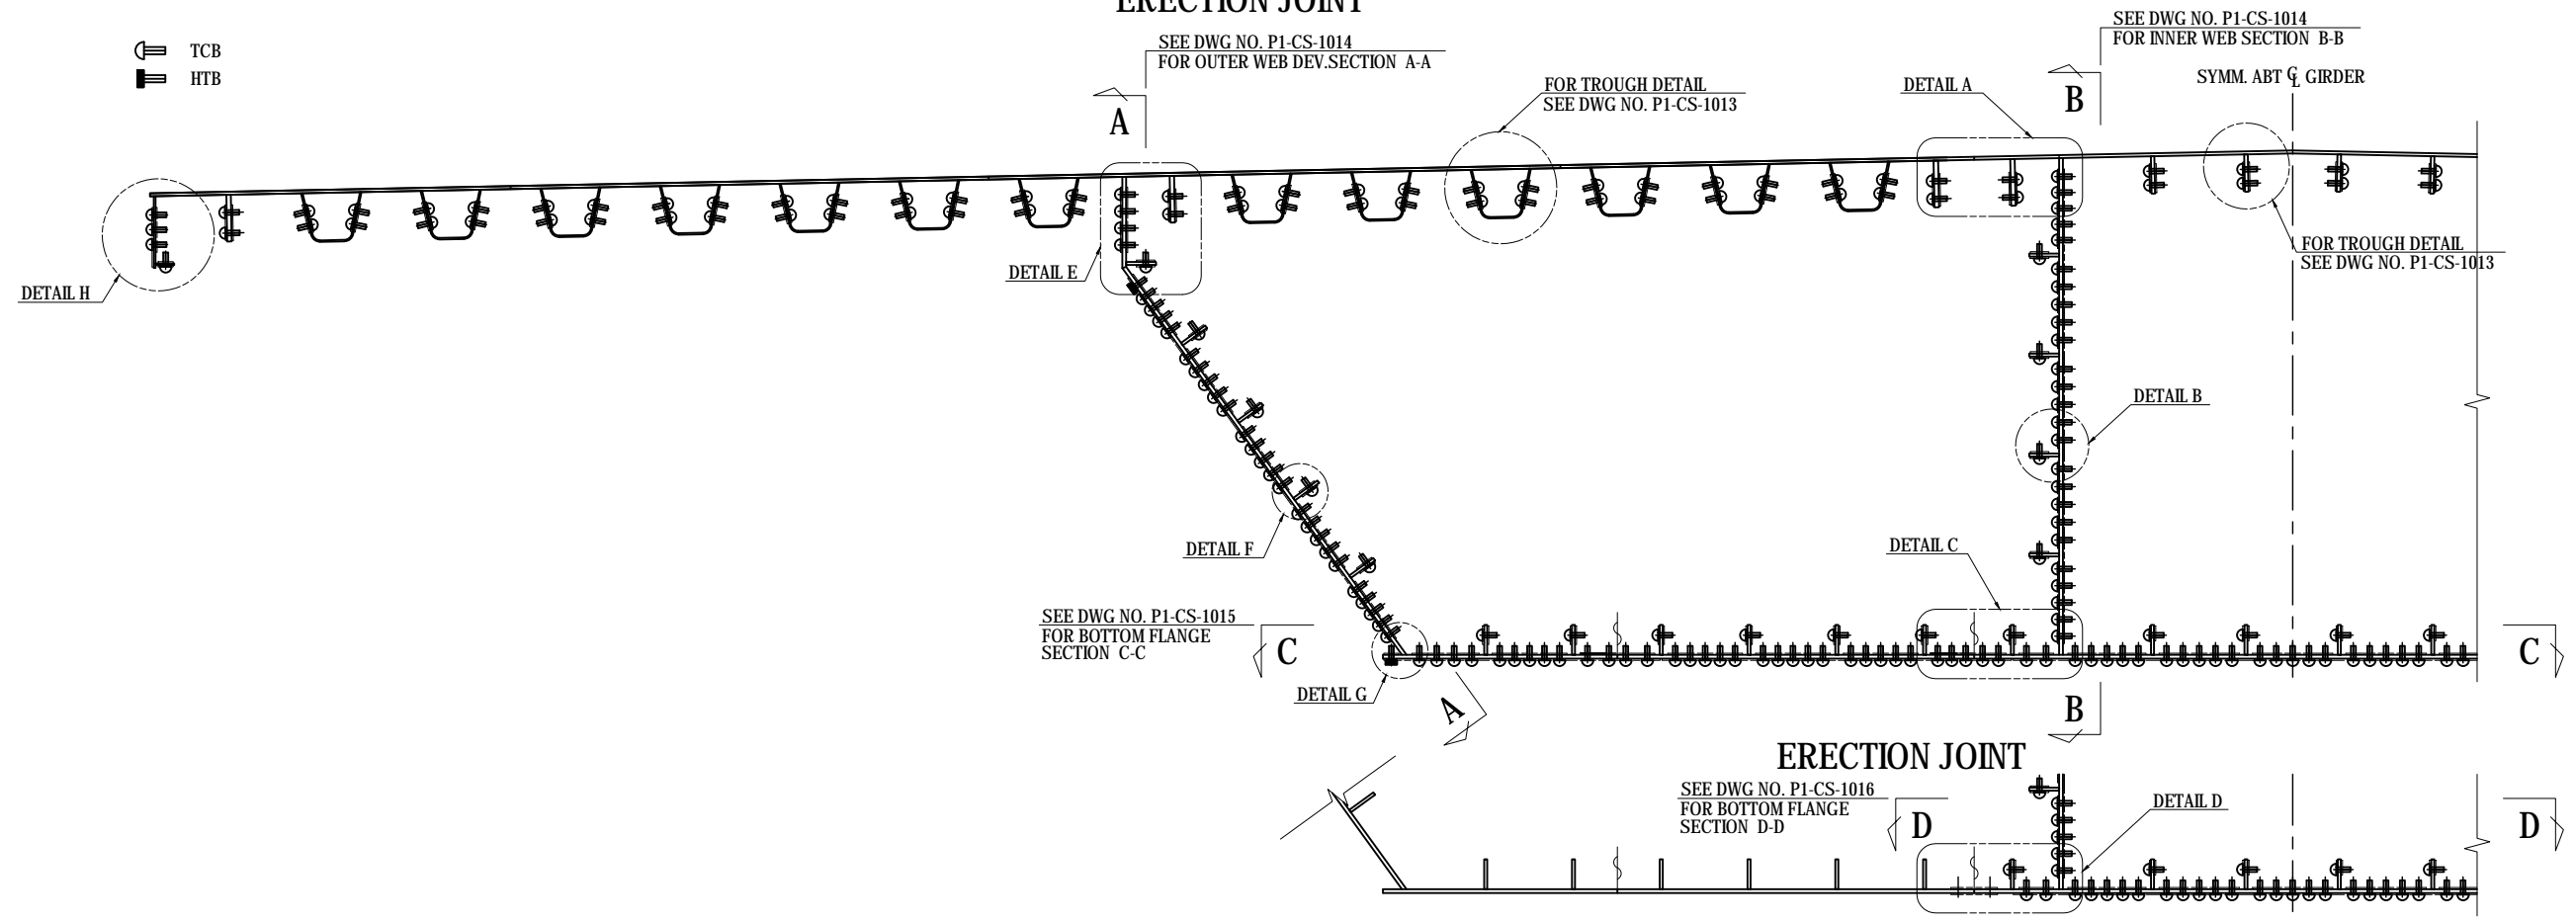 ERECTION JOINT
TCB
HTB
SEE DWG NO. P1-CS-1014
FOR OUTER WEB DEV.SECTION A-A
A
FOR TROUGH DETAIL
SEE DWG NO. P1-CS-1013
DETAIL A
SEE DWG NO. P1-CS-1014
FOR INNER WEB SECTION B-B
B
SYMM. ABT ℄ GIRDER
DETAIL H
DETAIL E
FOR TROUGH DETAIL
SEE DWG NO. P1-CS-1013
DETAIL B
DETAIL F
DETAIL C
SEE DWG NO. P1-CS-1015
FOR BOTTOM FLANGE
SECTION C-C
C
C
DETAIL G
A
B
ERECTION JOINT
SEE DWG NO. P1-CS-1016
FOR BOTTOM FLANGE
SECTION D-D
D
DETAIL D
D